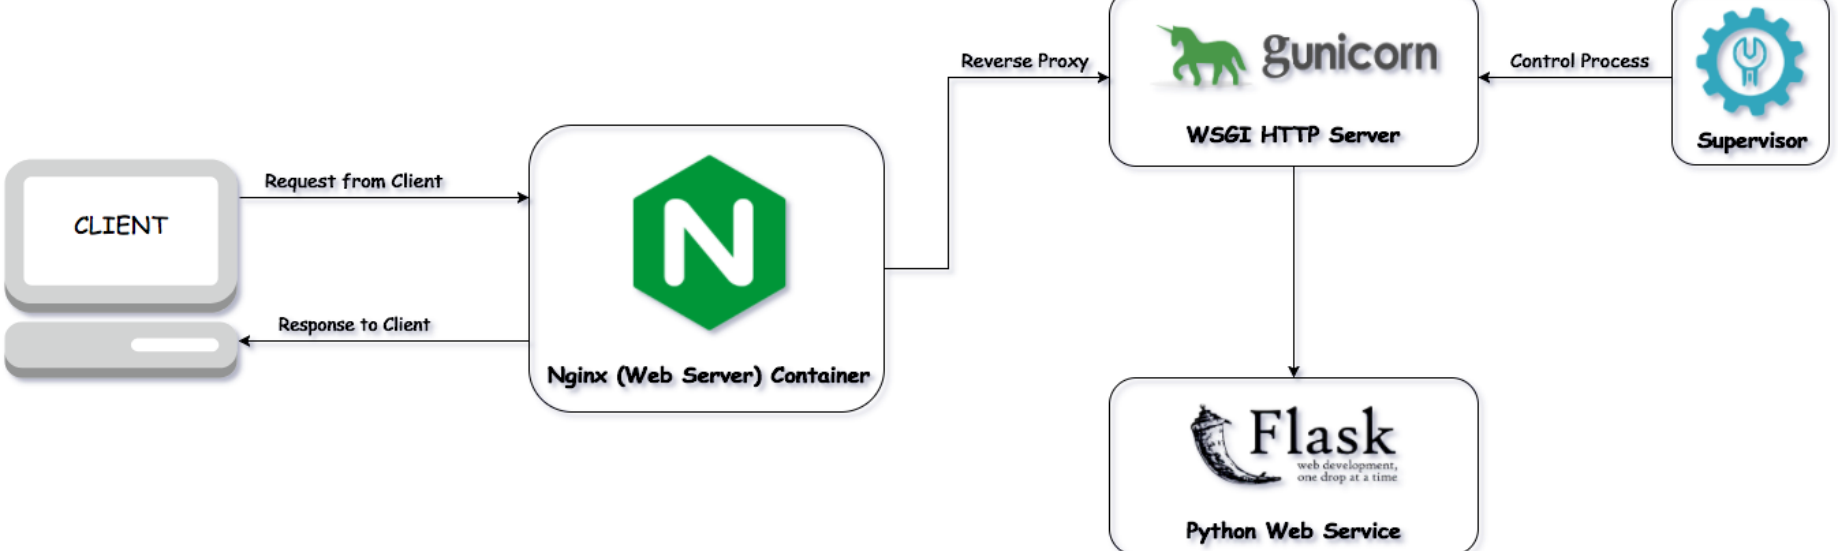 CLIENT
Request from Client
Response to Client
N
Nginx (Web Server) Container
Reverse Proxy
gunicorn
WSGI HTTP Server
Control Process
Supervisor
Flask
web development,
one drop at a time
Python Web Service